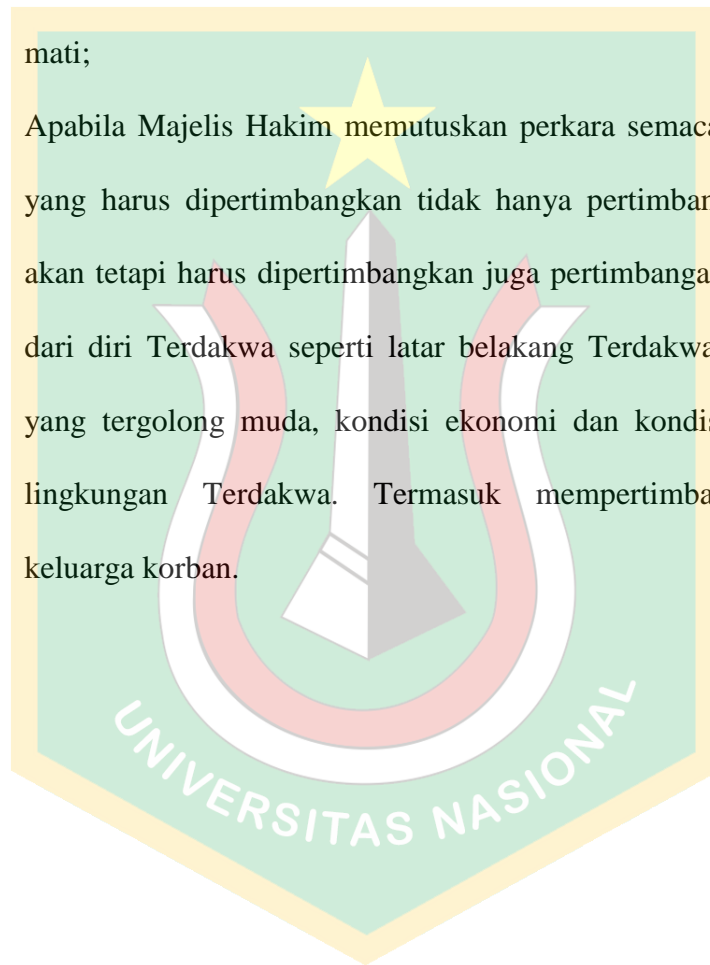 mati;
Apabila Majelis Hakim memutuskan perkara semaca
yang harus dipertimbangkan tidak hanya pertimban
akan tetapi harus dipertimbangkan juga pertimbanga
dari diri Terdakwa seperti latar belakang Terdakwa
yang tergolong muda, kondisi ekonomi dan kondis
lingkungan Terdakwa. Termasuk mempertimba
keluarga korban.
UNIVERSITAS NASIONAL